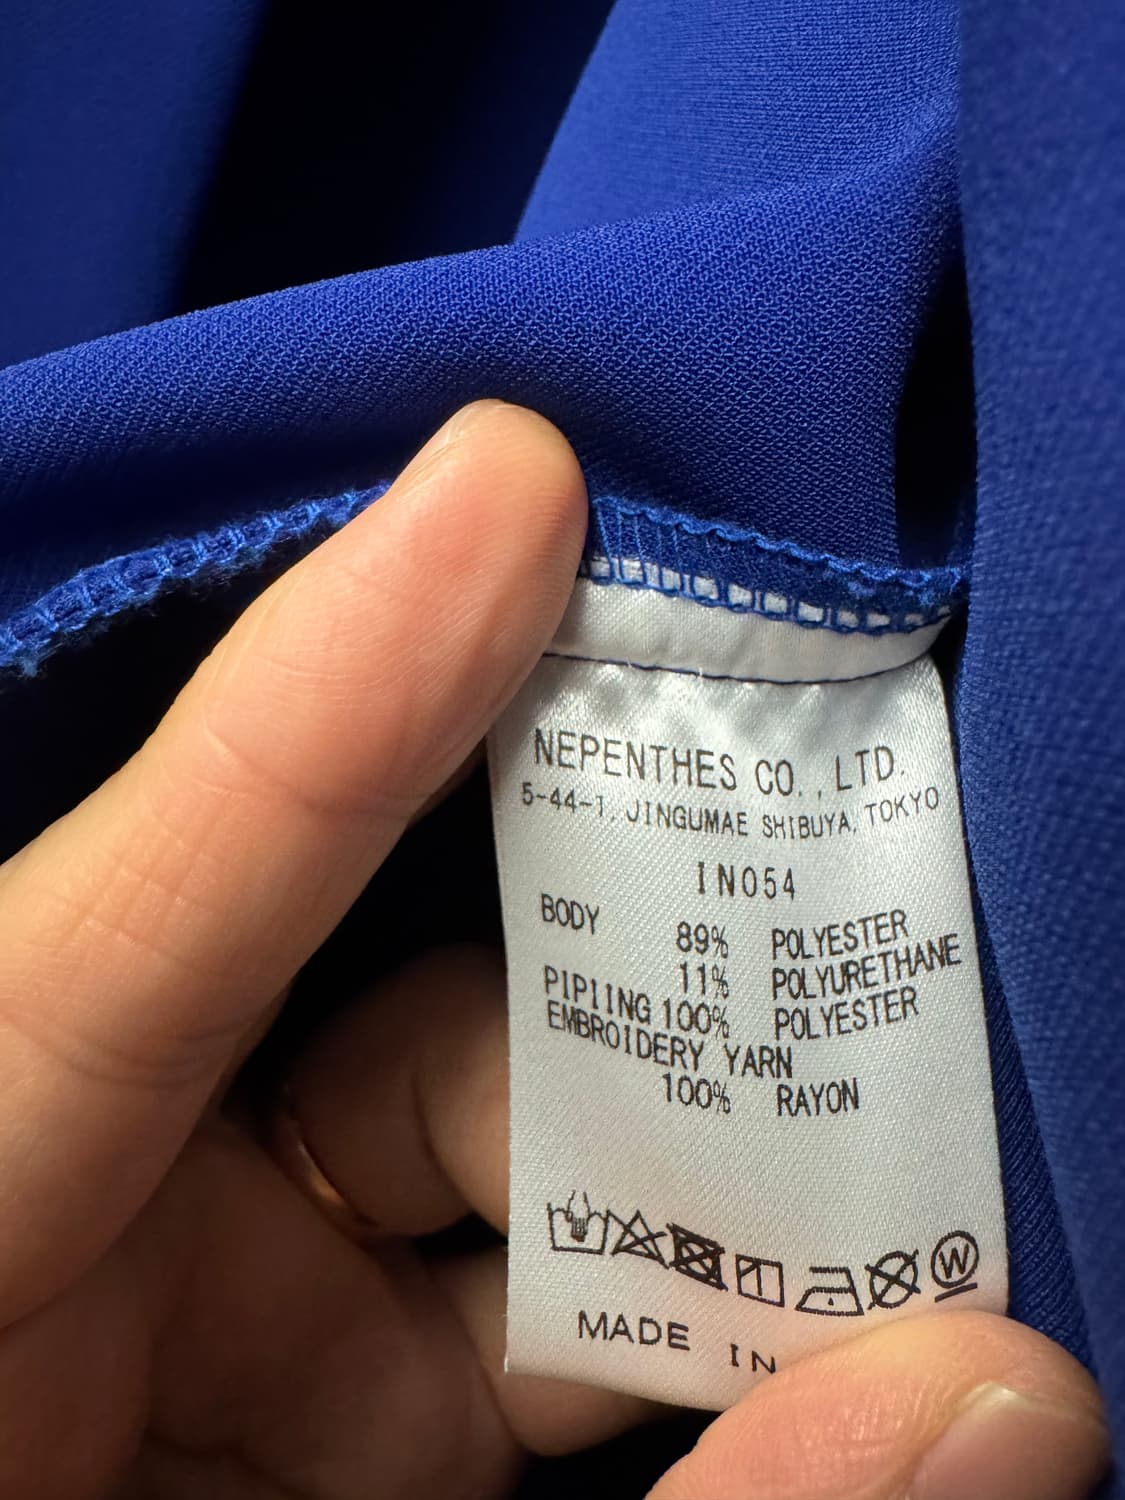 NEPENTHES CO., LTD.
5-44-1, JINGUMAE SHIBUYA, TOKYO
IN054
BODY 89% POLYESTER
11% POLYURETHANE
PIPIING 100% POLYESTER
EMBROIDERY YARN
100% RAYON
W
MADE IN